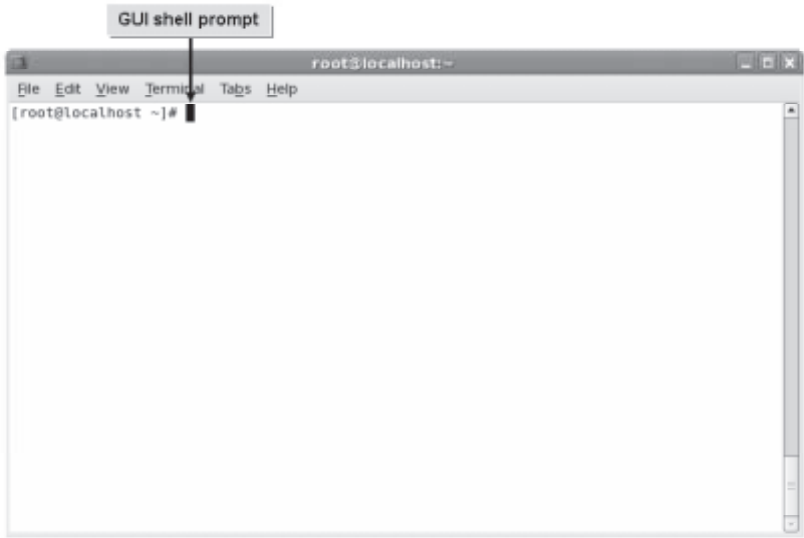 GUI shell prompt
root@localhost:~
File Edit View Terminal Tabs Help
[root@localhost ~]#